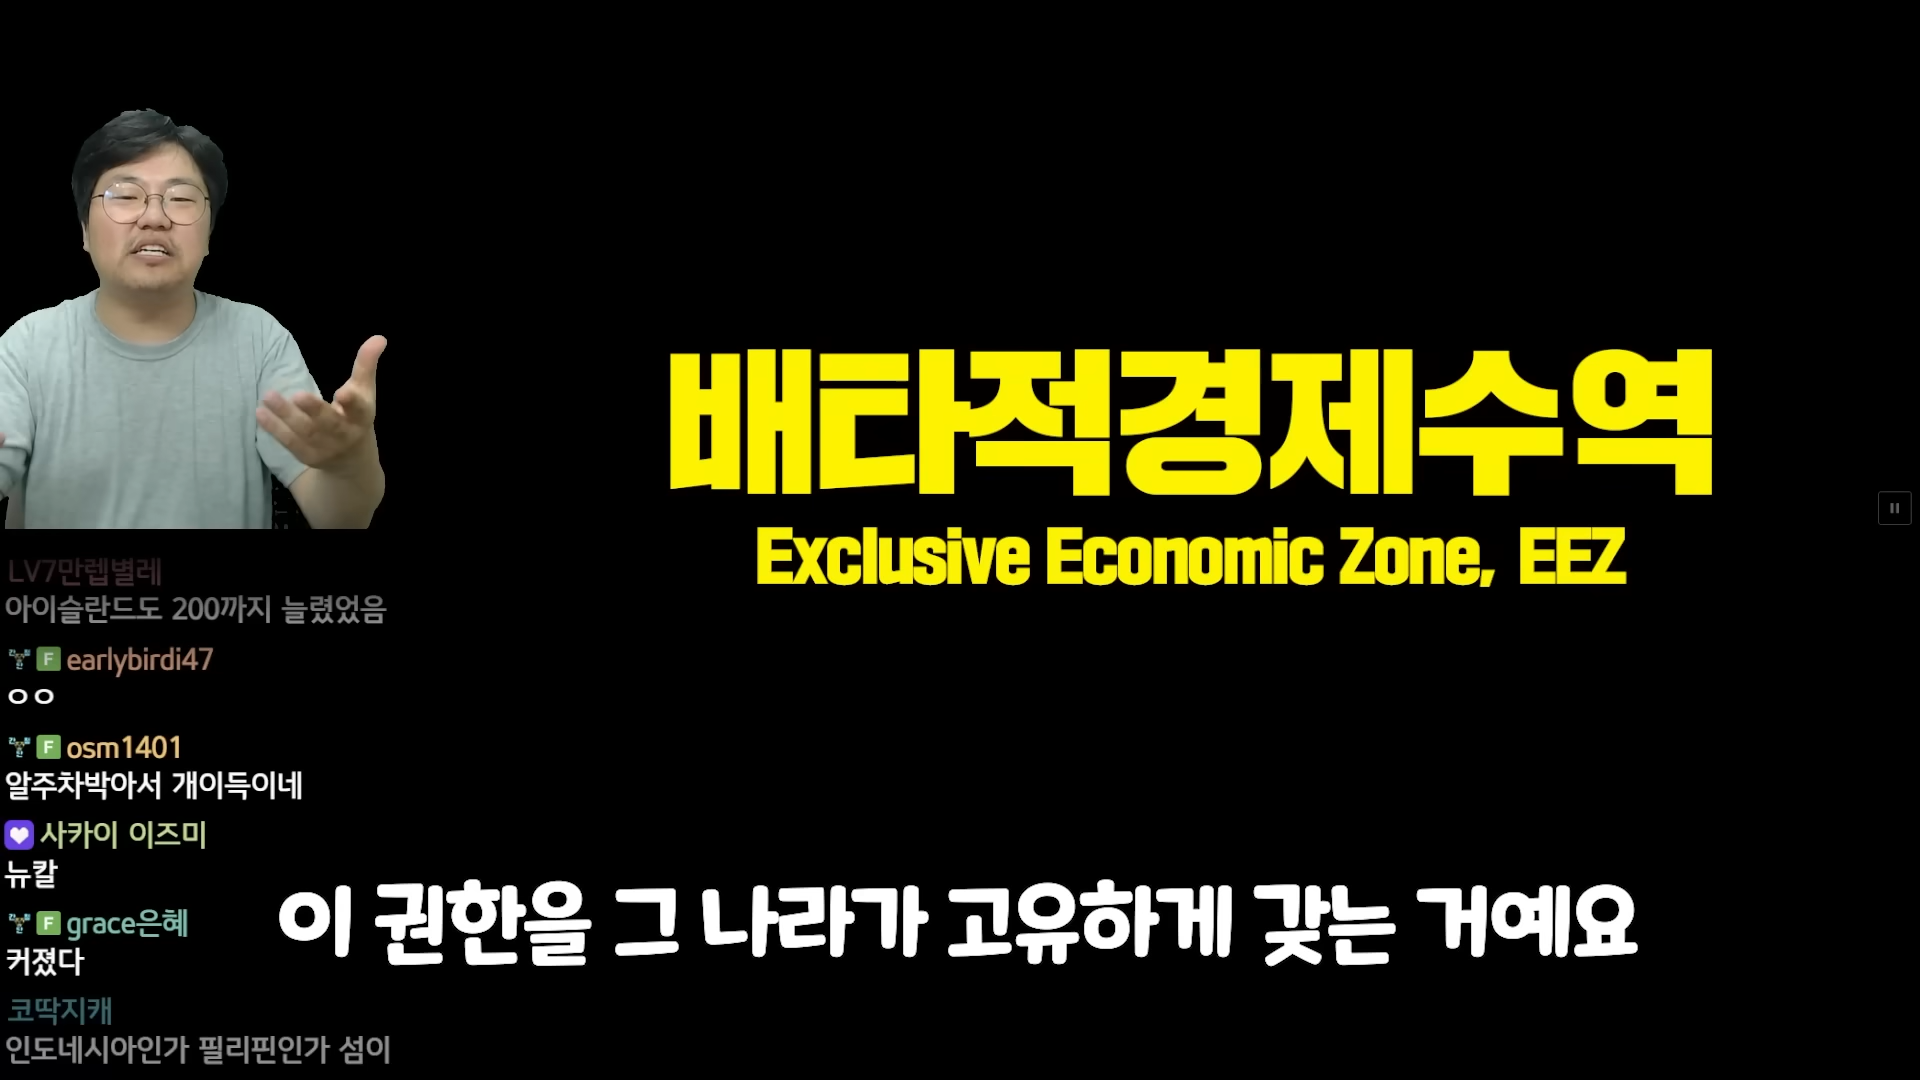 배타적경제수역
Exclusive Economic Zone, EEZ
LV7만렙별레
아이슬란드도 200까지 늘렸었음
F earlybirdi47
ㅇㅇ
F osm1401
알주차박아서 개이득이네
사카이 이즈미
뉴칼
F grace은혜
커졌다
코딱지캐
인도네시아인가 필리핀인가 섬이
이 권한을 그 나라가 고유하게 갖는 거예요